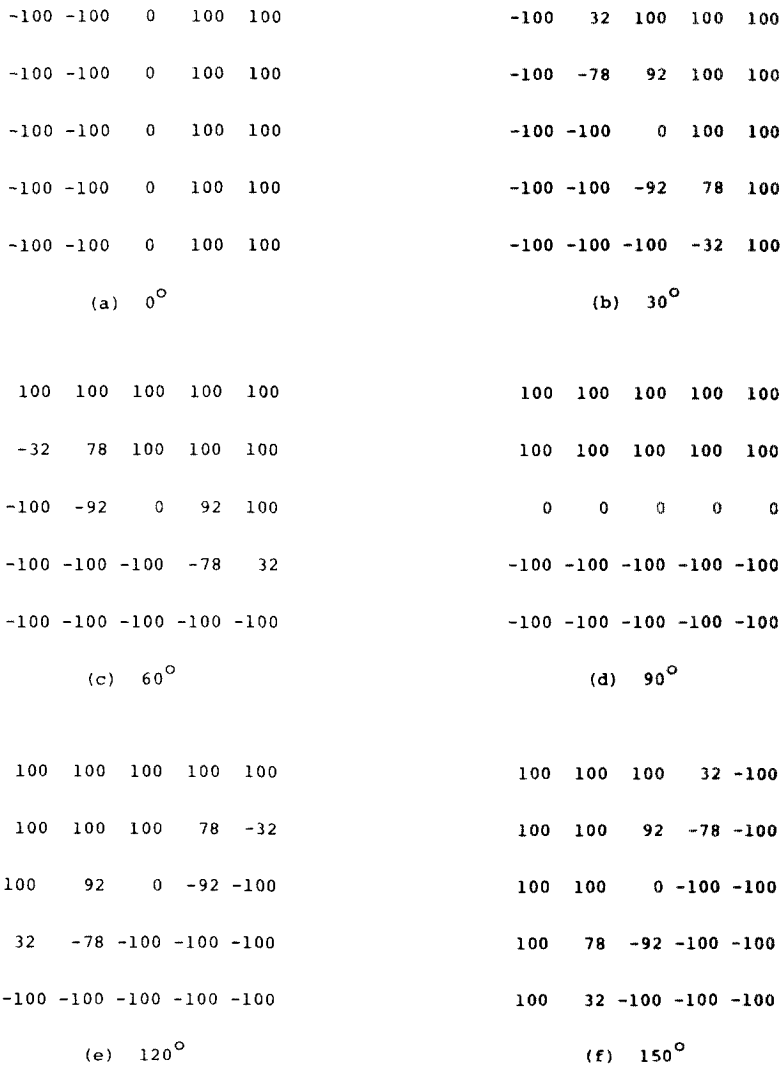 -100 -100 0 100 100
-100 -100 0 100 100
-100 -100 0 100 100
-100 -100 0 100 100
-100 -100 0 100 100
(a) 0°
-100 32 100 100 100
-100 -78 92 100 100
-100 -100 0 100 100
-100 -100 -92 78 100
-100 -100 -100 -32 100
(b) 30°
100 100 100 100 100
-32 78 100 100 100
-100 -92 0 92 100
-100 -100 -100 -78 32
-100 -100 -100 -100 -100
(c) 60°
100 100 100 100 100
100 100 100 100 100
0 0 0 0 0
-100 -100 -100 -100 -100
-100 -100 -100 -100 -100
(d) 90°
100 100 100 100 100
100 100 100 78 -32
100 92 0 -92 -100
32 -78 -100 -100 -100
-100 -100 -100 -100 -100
(e) 120°
100 100 100 32 -100
100 100 92 -78 -100
100 100 0 -100 -100
100 78 -92 -100 -100
100 32 -100 -100 -100
(f) 150°